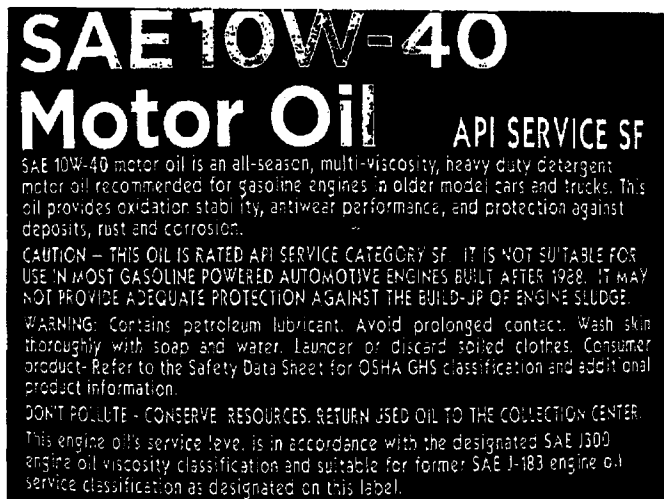 SAE 10W-40
Motor Oil API SERVICE SF
SAE 10W-40 motor oil is an all-season, multi-viscosity, heavy duty detergent
motor oil recommended for gasoline engines in older model cars and trucks. This
oil provides oxidation stability, antiwear performance, and protection against
deposits, rust and corrosion.
CAUTION – THIS OIL IS RATED API SERVICE CATEGORY SF. IT IS NOT SUITABLE FOR
USE IN MOST GASOLINE POWERED AUTOMOTIVE ENGINES BUILT AFTER 1988. IT MAY
NOT PROVIDE ADEQUATE PROTECTION AGAINST THE BUILD-UP OF ENGINE SLUDGE.
WARNING: Contains petroleum lubricant. Avoid prolonged contact. Wash skin
thoroughly with soap and water. Launder or discard soiled clothes. Consumer
product- Refer to the Safety Data Sheet for OSHA GHS classification and additional
product information.
DON'T POLLUTE - CONSERVE RESOURCES. RETURN USED OIL TO THE COLLECTION CENTER.
This engine oil's service level is in accordance with the designated SAE J300
engine oil viscosity classification and suitable for former SAE J-183 engine oil
service classification as designated on this label.